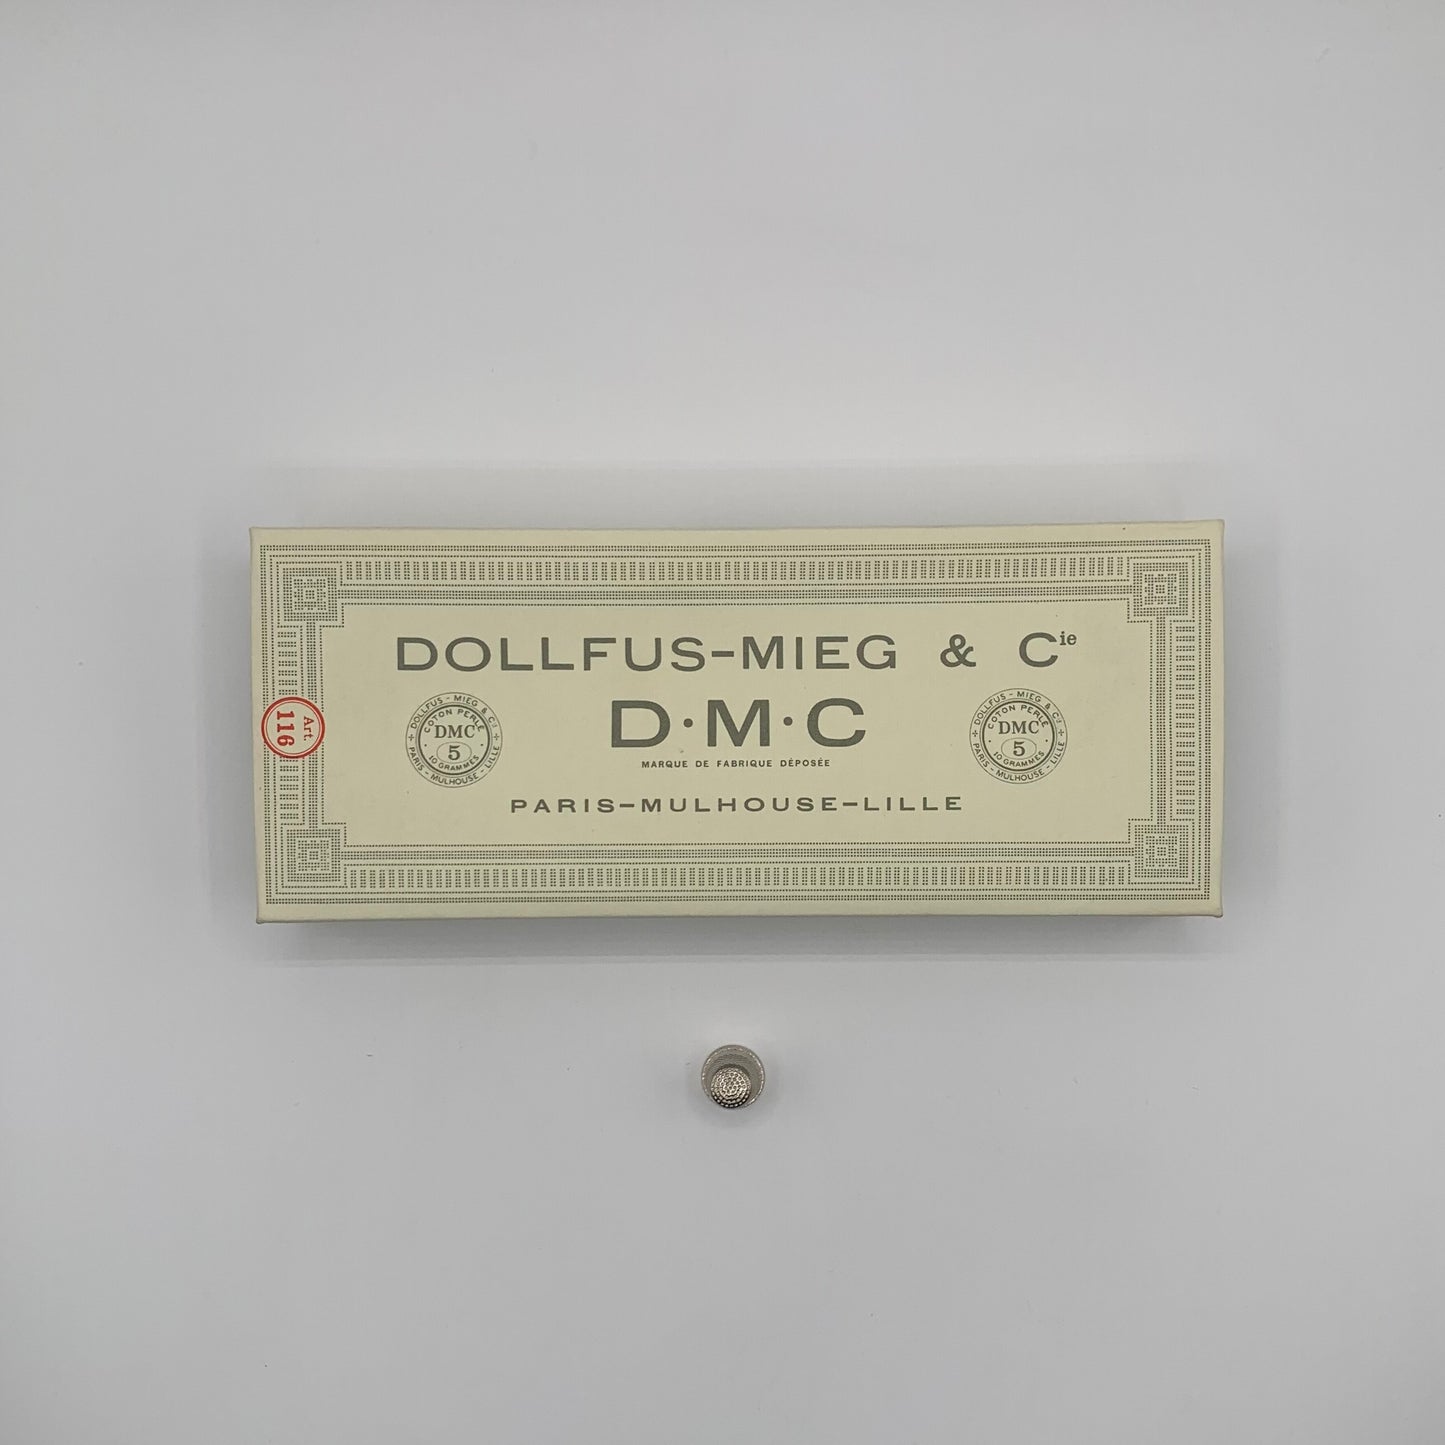 DOLLFUS-MIEG & Cie
D·M·C
MARQUE DE FABRIQUE DÉPOSÉE
PARIS-MULHOUSE-LILLE
Art. 116
DOLLFUS - MIEG & Cie
PARIS - MULHOUSE - LILLE
COTON PERLÉ
DMC
5
10 GRAMMES
DOLLFUS - MIEG & Cie
PARIS - MULHOUSE - LILLE
COTON PERLÉ
DMC
5
10 GRAMMES